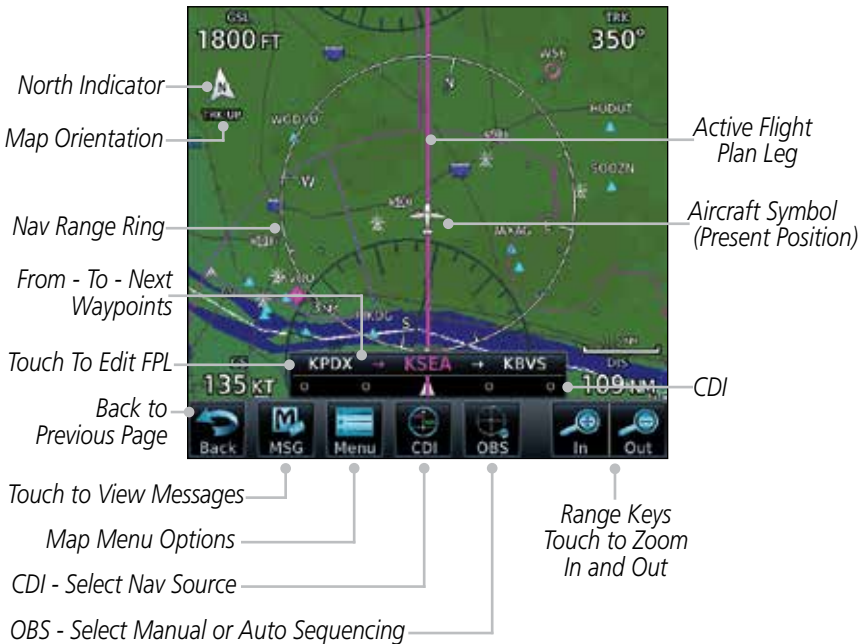 GSL
1800 FT
TRK
350°
North Indicator
N
TRK UP
Map Orientation
WGDVU
N
HUDUT
Active Flight
Plan Leg
SOOZN
W
Nav Range Ring
E
Aircraft Symbol
(Present Position)
From - To - Next
Waypoints
S
Touch To Edit FPL
KPDX → KSEA → KBVS
GS
135 KT
DIS
109 NM
CDI
Back to
Previous Page
Back
MSG
Menu
CDI
OBS
In
Out
Touch to View Messages
Map Menu Options
CDI - Select Nav Source
OBS - Select Manual or Auto Sequencing
Range Keys
Touch to Zoom
In and Out